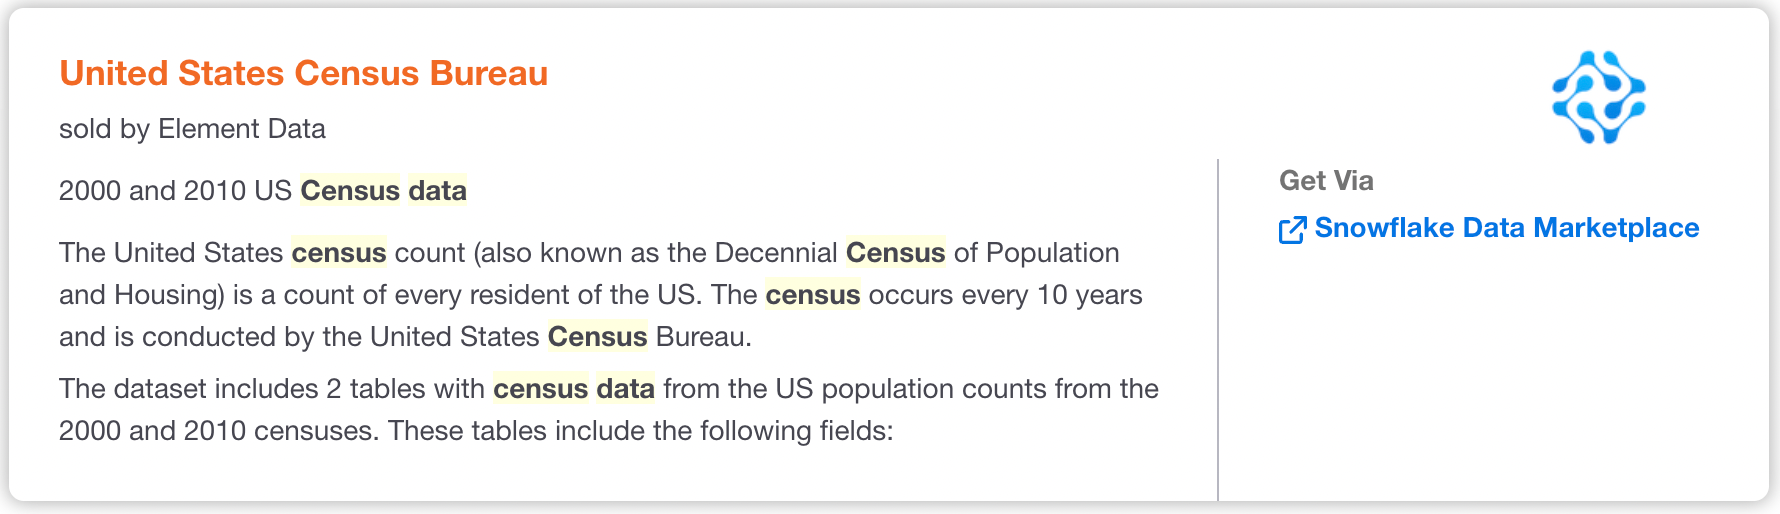 United States Census Bureau
sold by Element Data
2000 and 2010 US Census data
The United States census count (also known as the Decennial Census of Population
and Housing) is a count of every resident of the US. The census occurs every 10 years
and is conducted by the United States Census Bureau.
The dataset includes 2 tables with census data from the US population counts from the
2000 and 2010 censuses. These tables include the following fields:
Get Via
Snowflake Data Marketplace